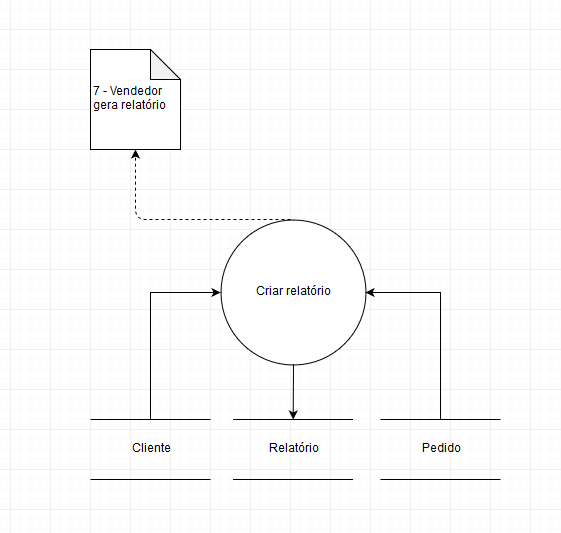 7 - Vendedor
gera relatório
Criar relatório
Cliente
Relatório
Pedido